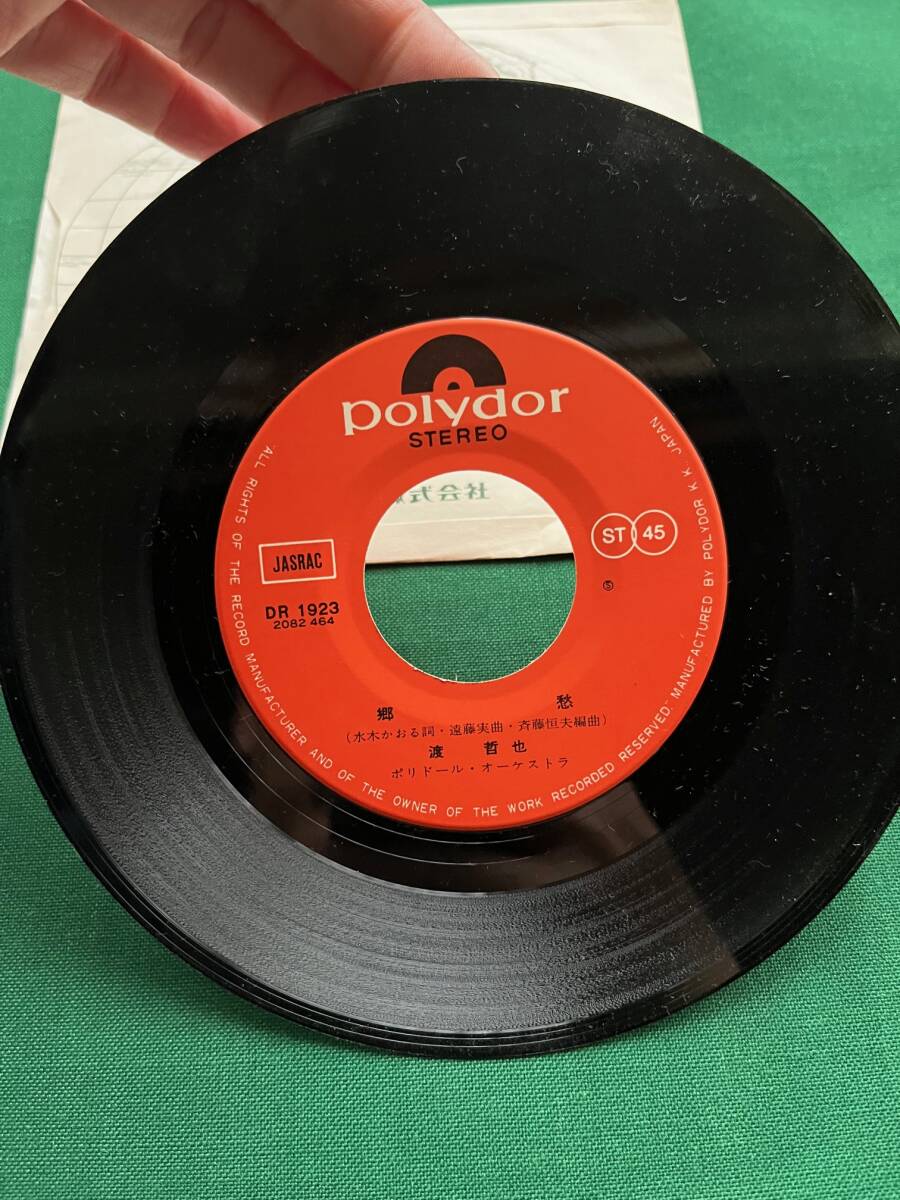 polydor
STEREO
式会社
JASRAC
ST 45
DR 1923
2082 464
Ⓢ
郷 愁
(水木かおる詞・遠藤実曲・斉藤恒夫編曲)
渡 哲 也
ポリドール・オーケストラ
ALL RIGHTS OF THE RECORD MANUFACTURER AND OF THE OWNER OF THE WORK RECORDED RESERVED. MANUFACTURED BY POLYDOR K. K. JAPAN